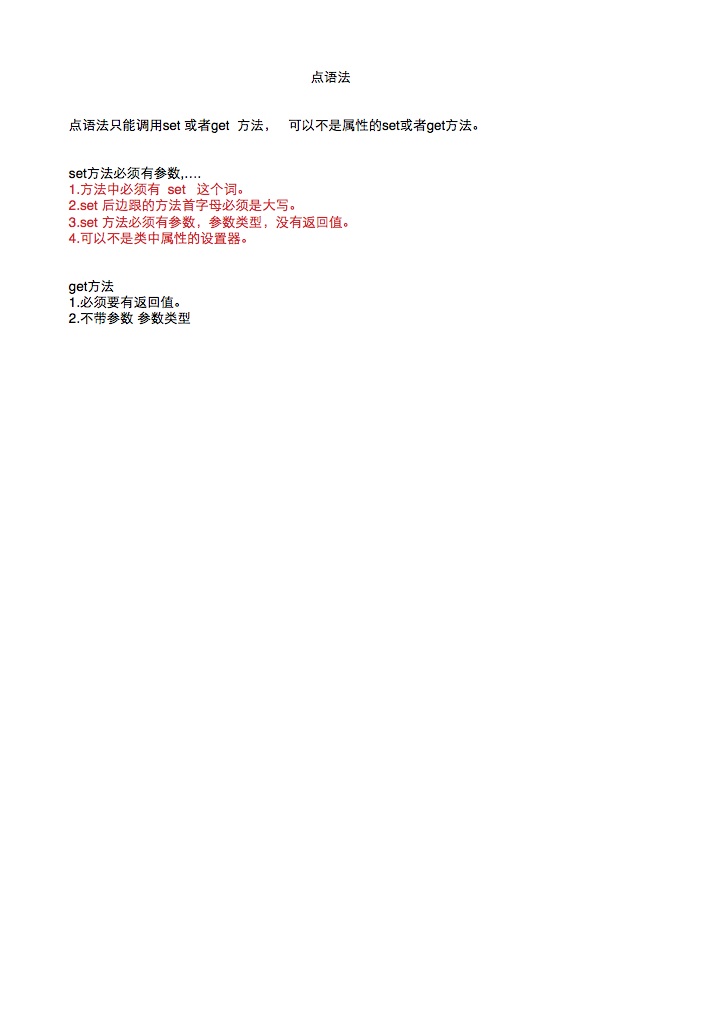 点语法
点语法只能调用set 或者get  方法，   可以不是属性的set或者get方法。
set方法必须有参数,….
1.方法中必须有  set   这个词。
2.set 后边跟的方法首字母必须是大写。
3.set 方法必须有参数，参数类型，没有返回值。
4.可以不是类中属性的设置器。
get方法
1.必须要有返回值。
2.不带参数 参数类型